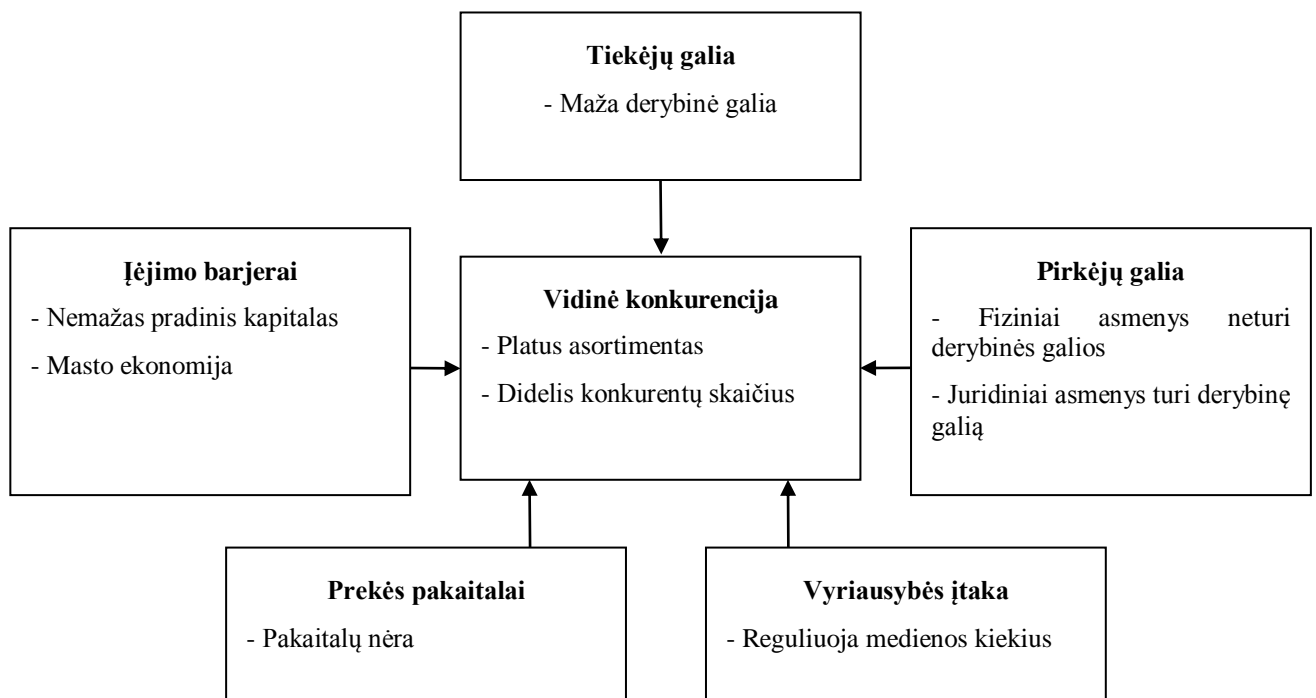 Tiekėjų galia
- Maža derybinė galia
Įėjimo barjerai
- Nemažas pradinis kapitalas
- Masto ekonomija
Vidinė konkurencija
- Platus asortimentas
- Didelis konkurentų skaičius
Pirkėjų galia
- Fiziniai asmenys neturi
derybinės galios
- Juridiniai asmenys turi derybinę
galią
Prekės pakaitalai
- Pakaitalų nėra
Vyriausybės įtaka
- Reguliuoja medienos kiekius